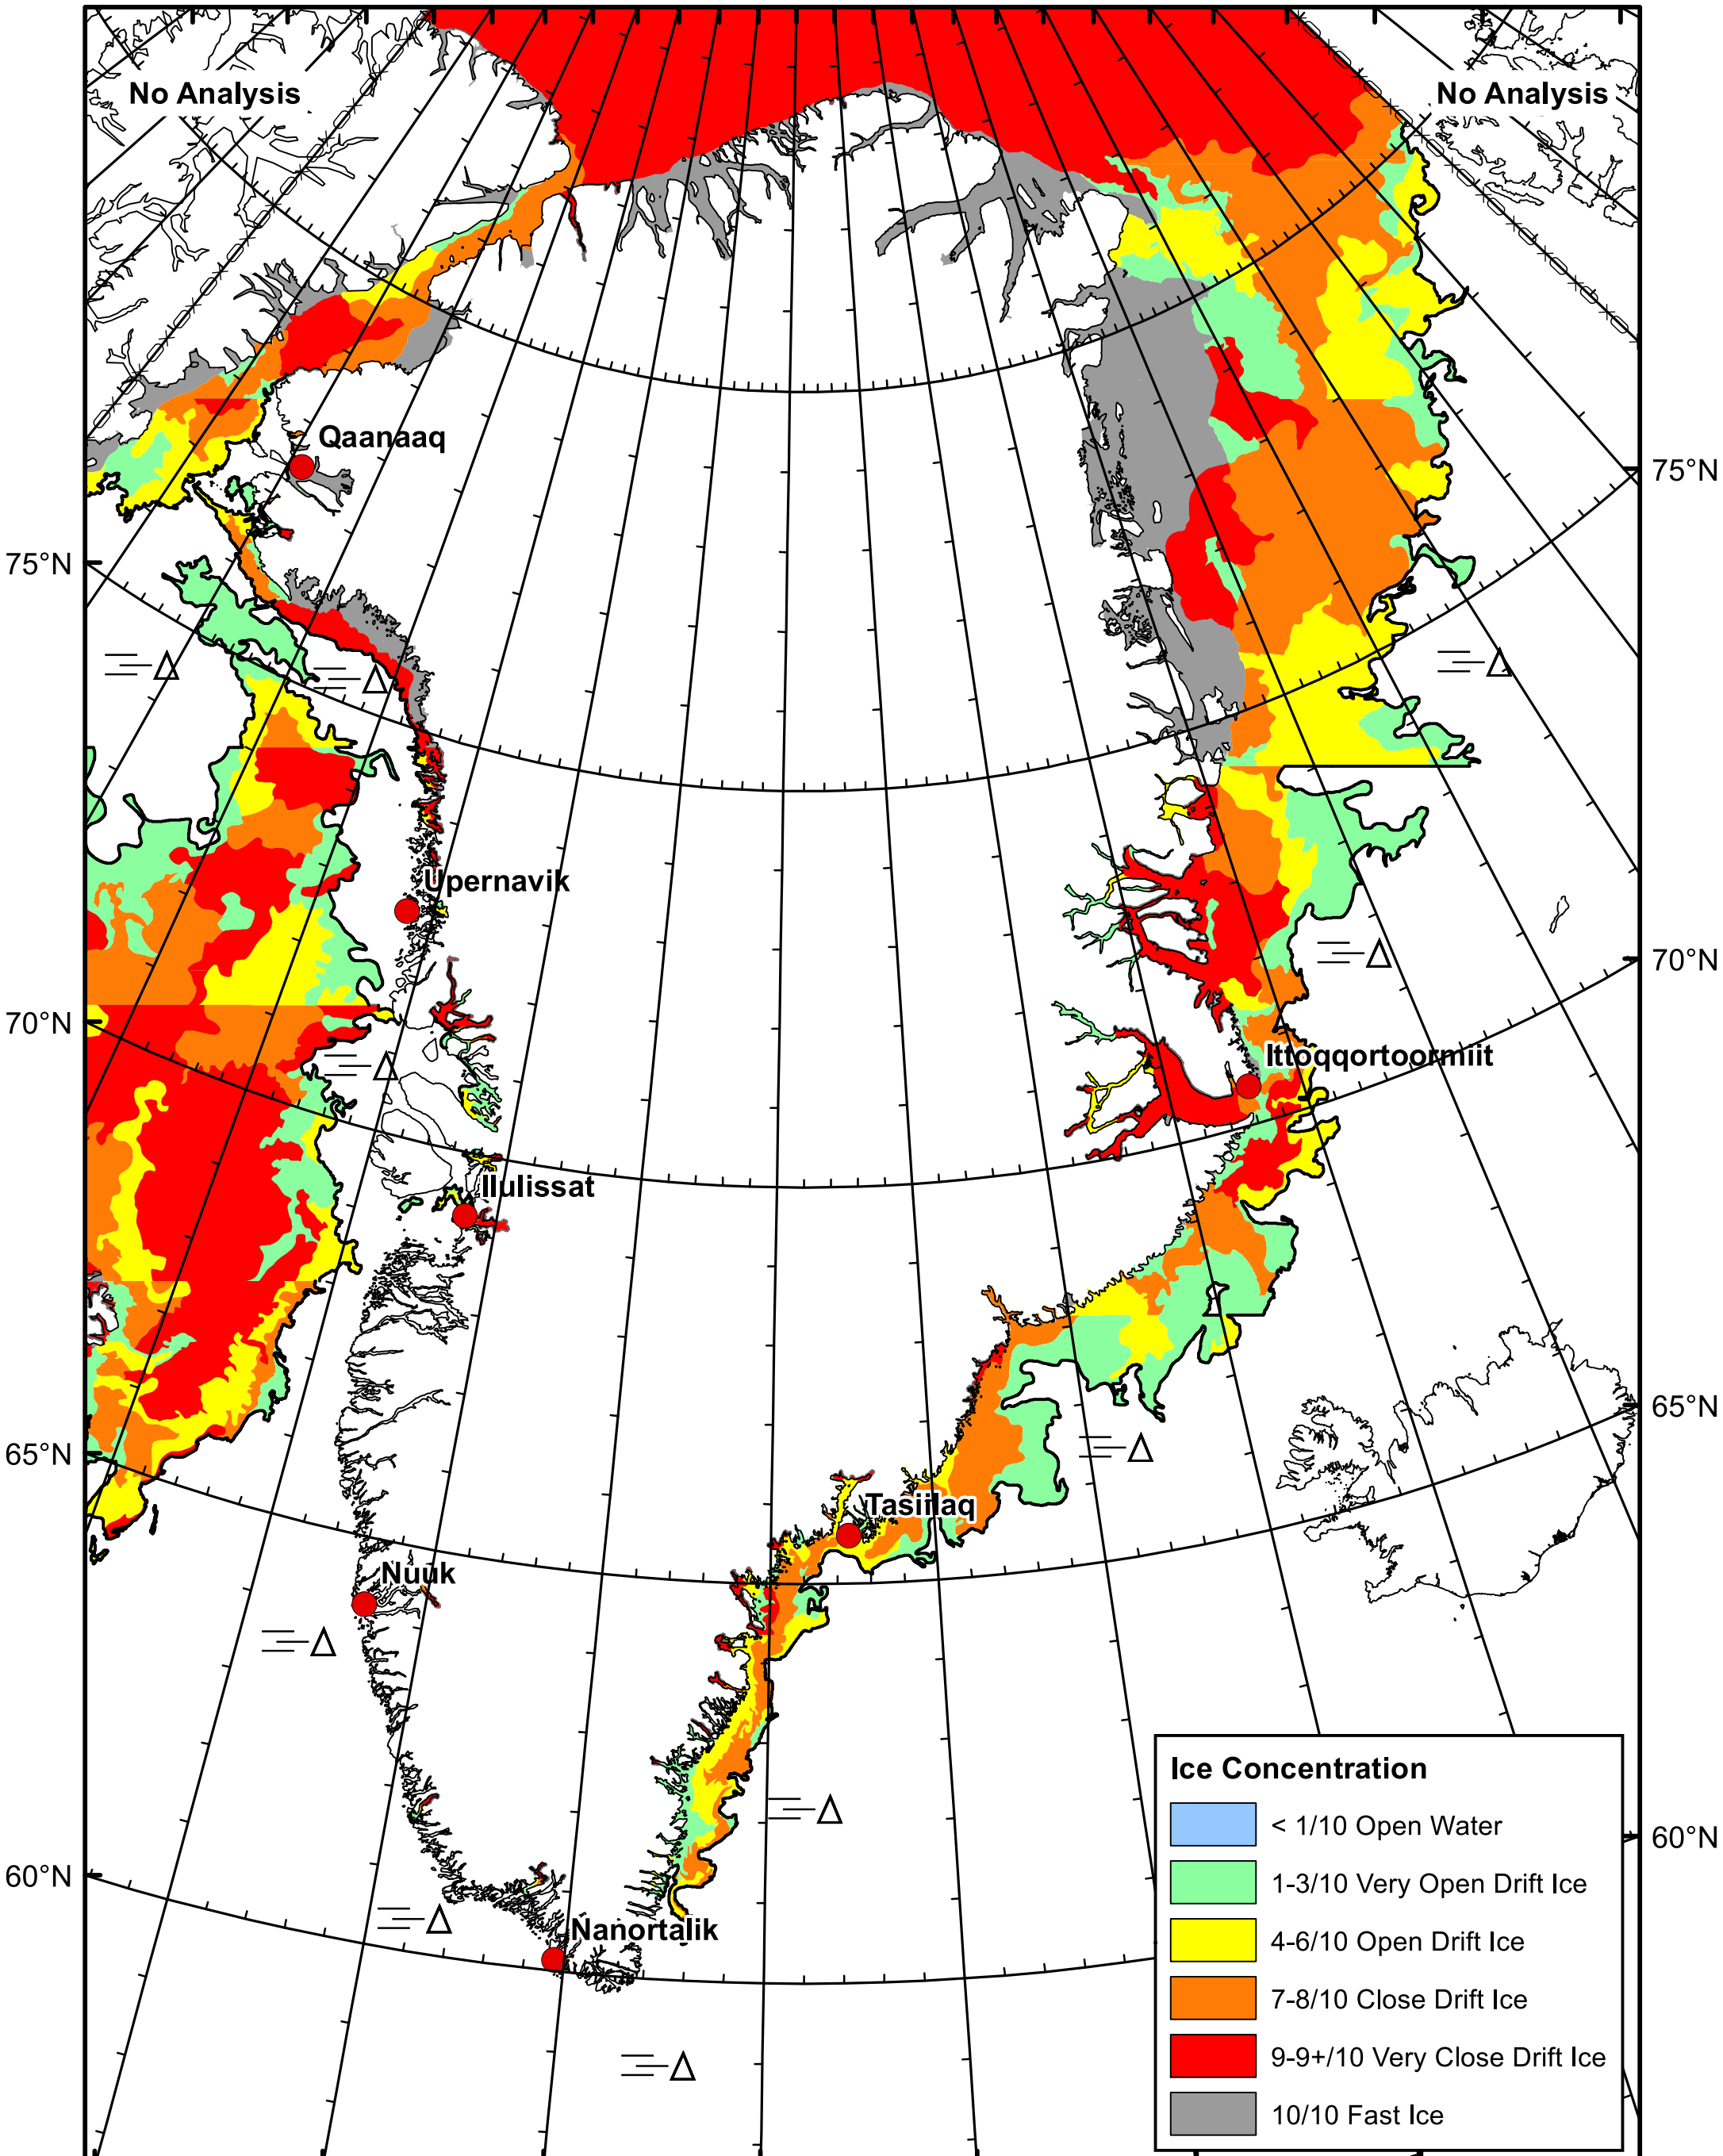 No Analysis
No Analysis
Qaanaaq
75°N
75°N
Upernavik
70°N
70°N
Ittoqqortoormiit
Ilulissat
65°N
65°N
Tasiilaq
Nuuk
60°N
60°N
Nanortalik
Ice Concentration
< 1/10 Open Water
1-3/10 Very Open Drift Ice
4-6/10 Open Drift Ice
7-8/10 Close Drift Ice
9-9+/10 Very Close Drift Ice
10/10 Fast Ice